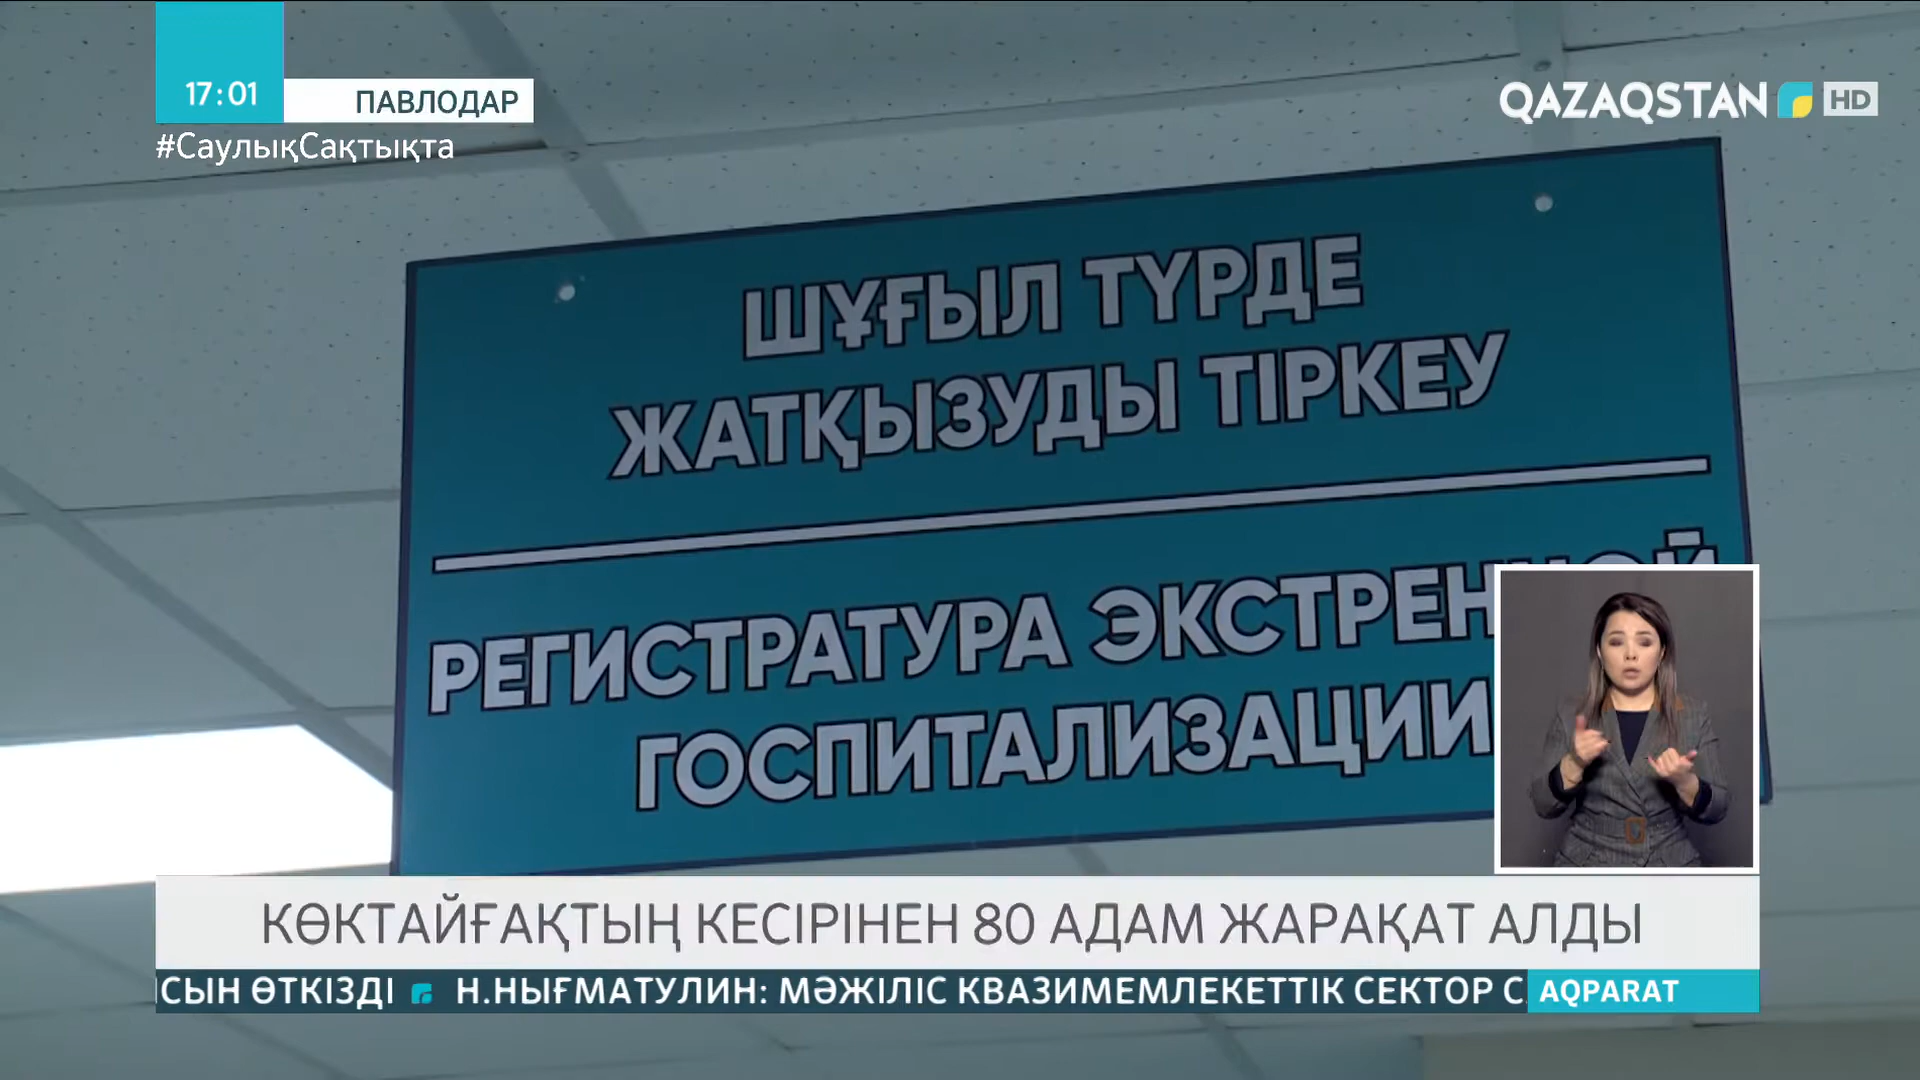 17:01
ПАВЛОДАР
#СаулықСақтықта
QAZAQSTAN HD
ШҰҒЫЛ ТҮРДЕ
ЖАТҚЫЗУДЫ ТІРКЕУ
РЕГИСТРАТУРА ЭКСТРЕННОЙ
ГОСПИТАЛИЗАЦИИ
КӨКТАЙҒАҚТЫҢ КЕСІРІНЕН 80 АДАМ ЖАРАҚАТ АЛДЫ
СЫН ӨТКІЗДІ Н.НЫҒМАТУЛИН: МӘЖІЛІС КВАЗИМЕМЛЕКЕТТІК СЕКТОР
AQPARAT